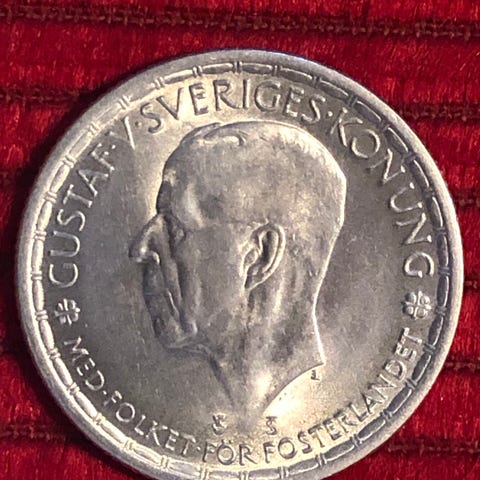 GUSTAF·V·SVERIGES·KONUNG
MED·FOLKET·FÖR FOSTERLANDET